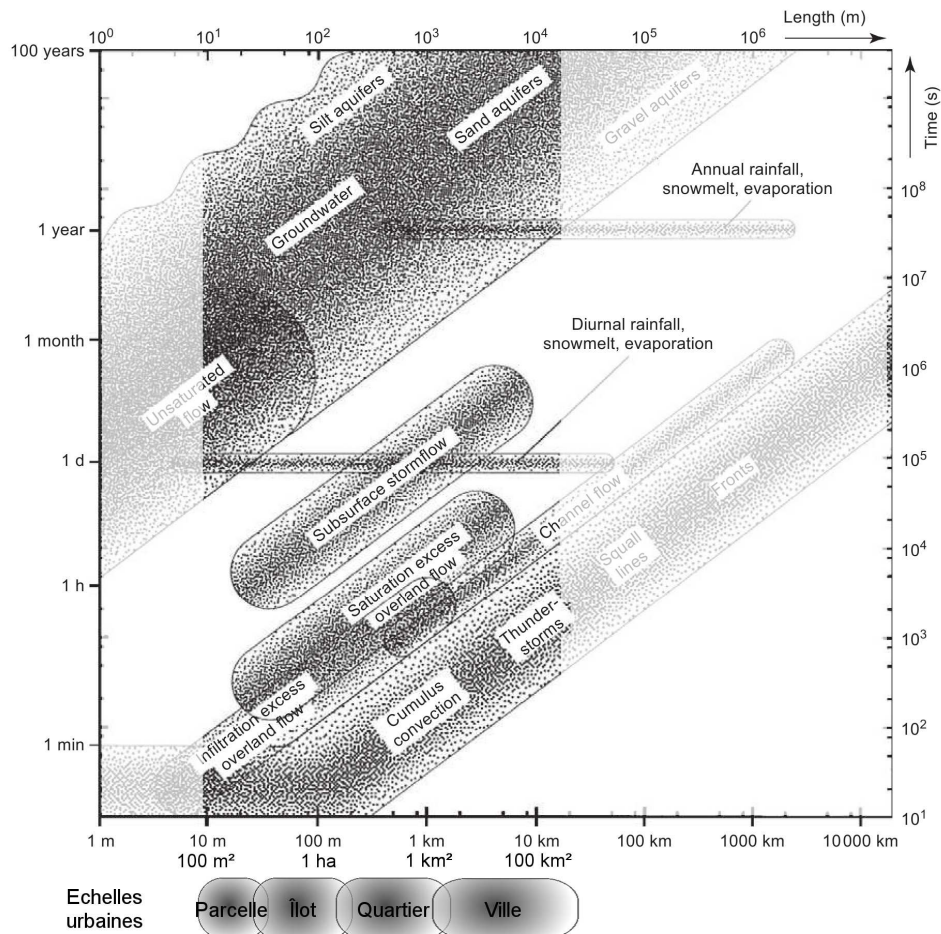 Length (m)
10⁰ 10¹ 10² 10³ 10⁴ 10⁵ 10⁶
100 years
Time (s)
Silt aquifers
Sand aquifers
Gravel aquifers
Annual rainfall,
snowmelt, evaporation
10⁸
Groundwater
1 year
10⁷
Diurnal rainfall,
snowmelt, evaporation
1 month
10⁶
Unsaturated
flow
1 d
10⁵
Subsurface stormflow
Channel flow
Fronts
Squall
lines
10⁴
Saturation excess
overland flow
1 h
Thunder-
storms
10³
Cumulus
convection
Infiltration excess
overland flow
10²
1 min
10¹
1 m 10 m 100 m 1 km 10 km 100 km 1000 km 10000 km
100 m² 1 ha 1 km² 100 km²
Echelles
urbaines
Parcelle Îlot Quartier Ville